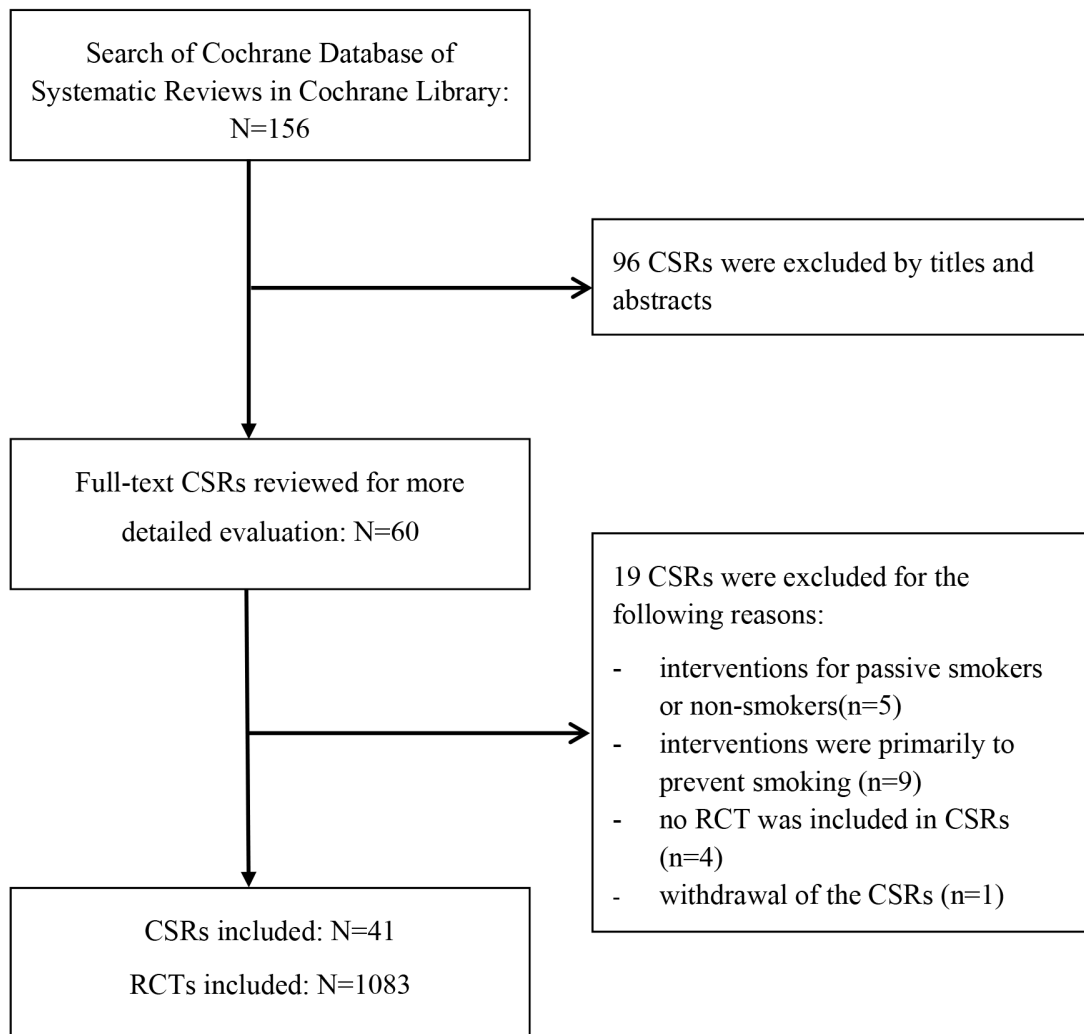 Search of Cochrane Database of
Systematic Reviews in Cochrane Library:
N=156
96 CSRs were excluded by titles and
abstracts
Full-text CSRs reviewed for more
detailed evaluation: N=60
19 CSRs were excluded for the
following reasons:
- interventions for passive smokers
or non-smokers(n=5)
- interventions were primarily to
prevent smoking (n=9)
- no RCT was included in CSRs
(n=4)
- withdrawal of the CSRs (n=1)
CSRs included: N=41
RCTs included: N=1083